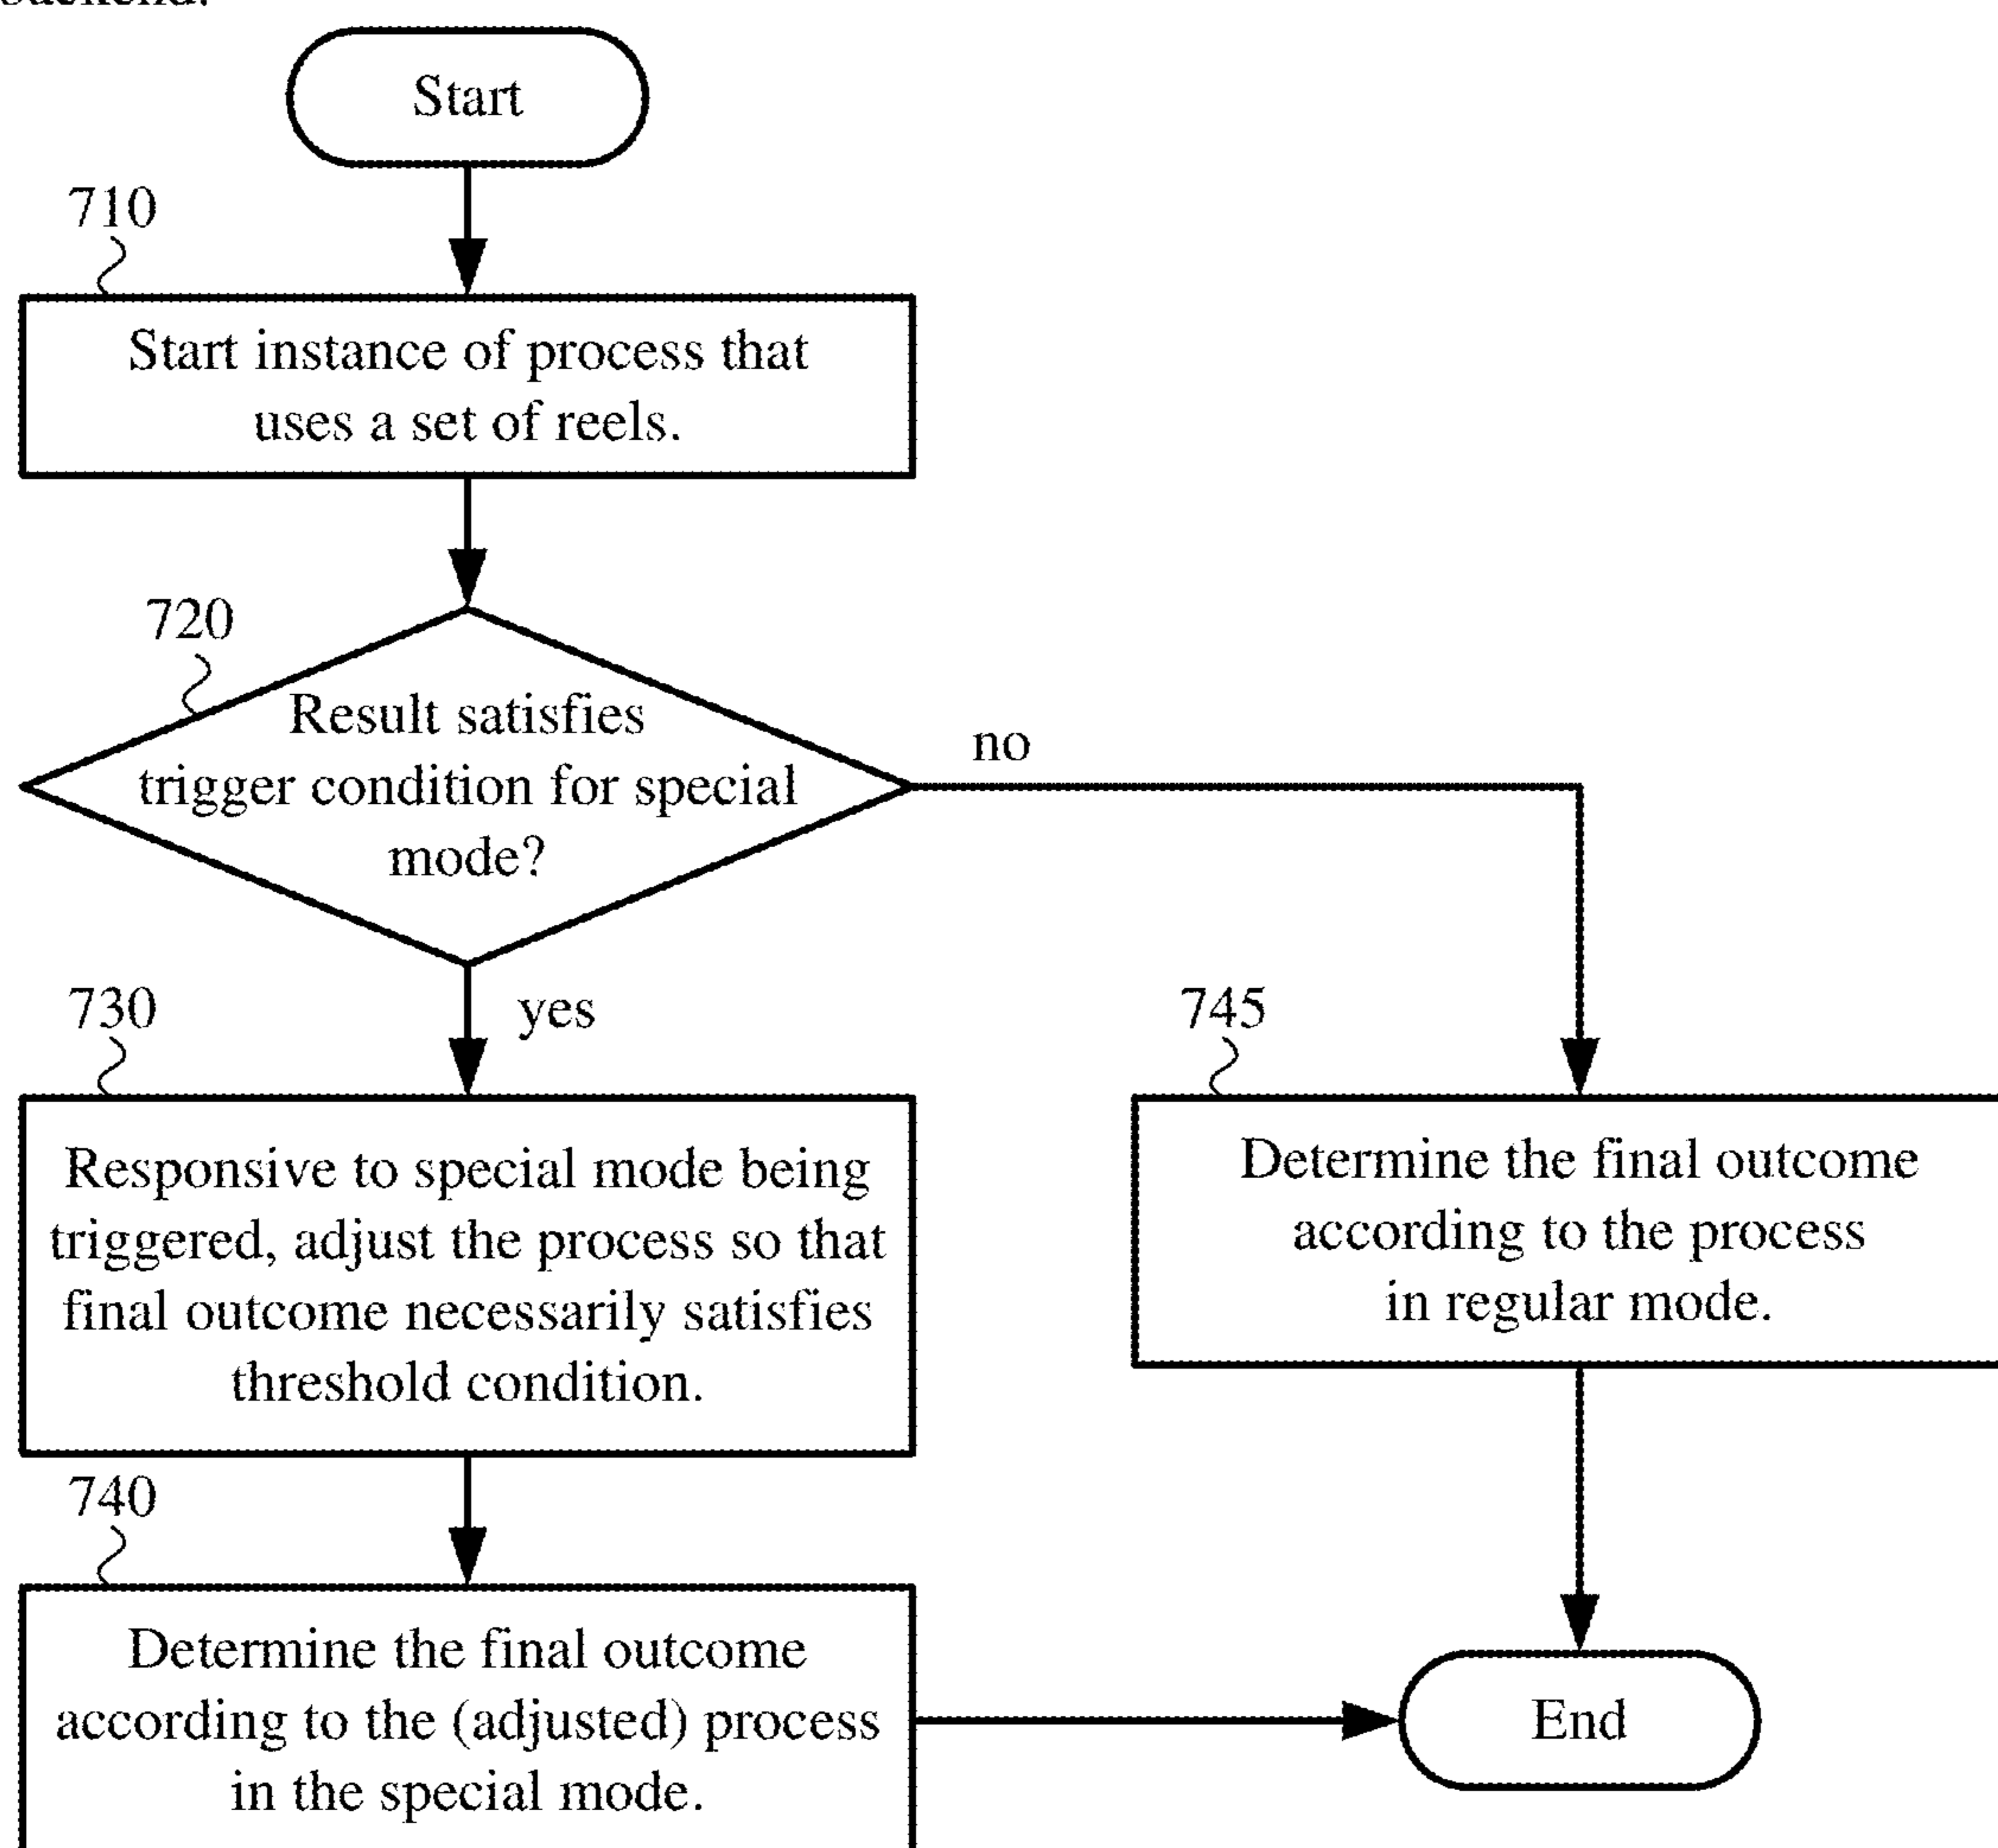 Start
710
Start instance of process that
uses a set of reels.
720
Result satisfies
trigger condition for special
mode?
no
yes
730
Responsive to special mode being
triggered, adjust the process so that
final outcome necessarily satisfies
threshold condition.
745
Determine the final outcome
according to the process
in regular mode.
740
Determine the final outcome
according to the (adjusted) process
in the special mode.
End